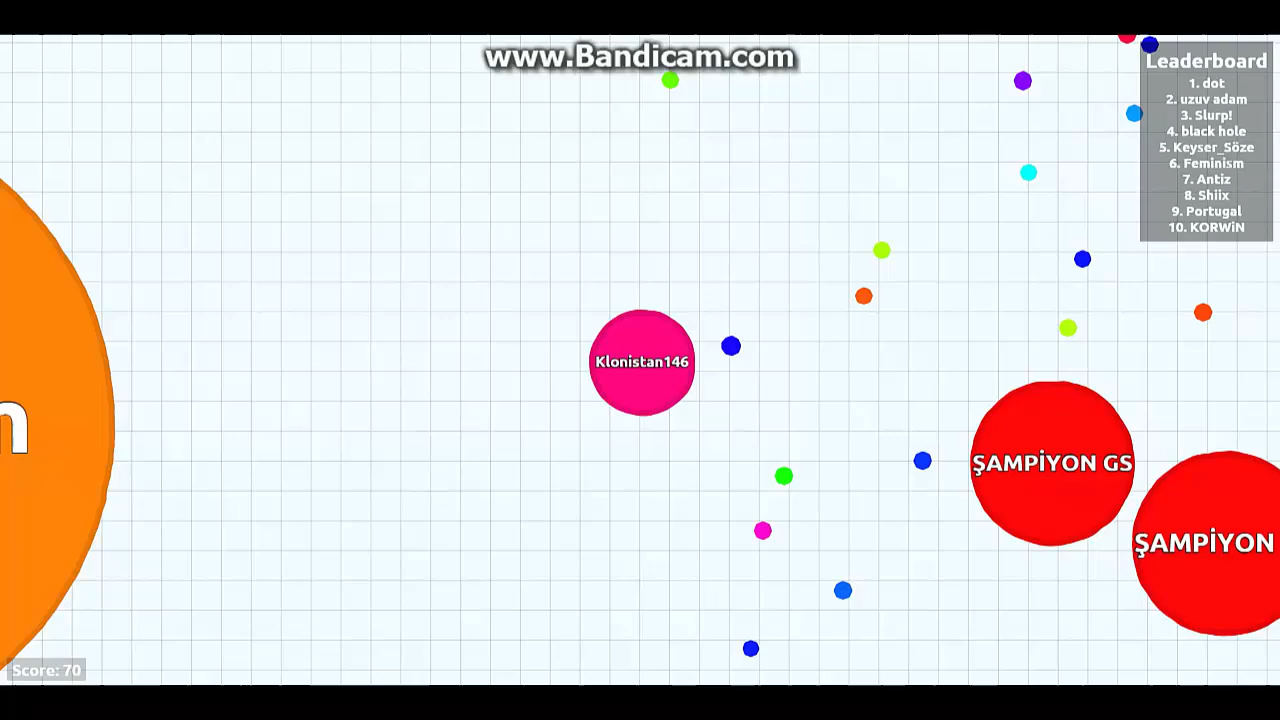 www.Bandicam.com
Leaderboard
1. dot
2. uzuv adam
3. Slurp!
4. black hole
5. Keyser_Söze
6. Feminism
7. Antiz
8. Shiix
9. Portugal
10. KORWiN
Klonistan146
n
ŞAMPİYON GS
ŞAMPİYON
Score: 70